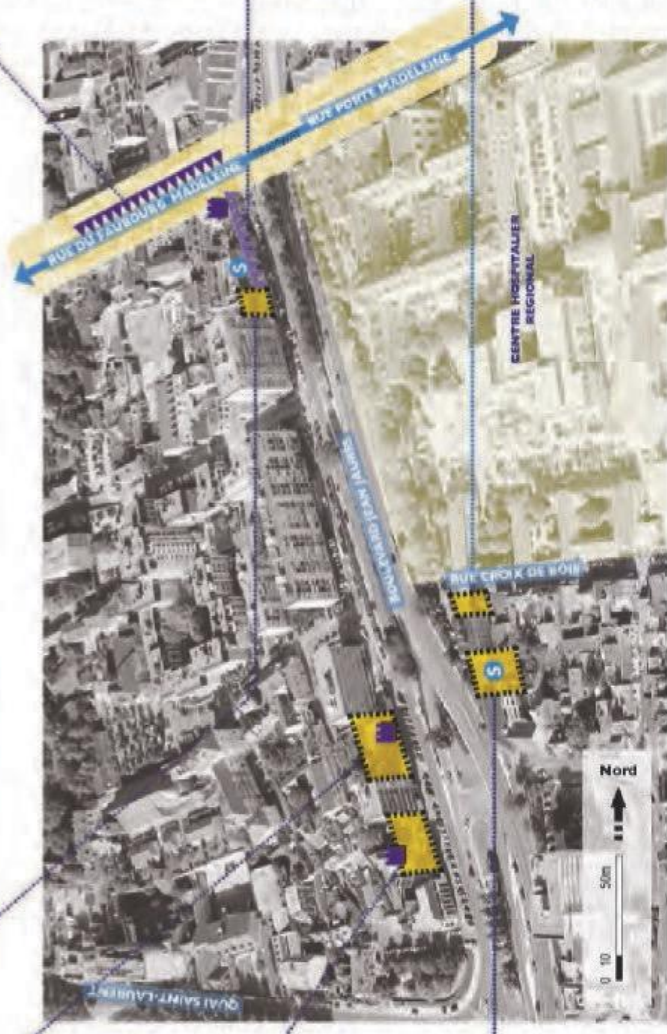 RUE PORTE MADELEINE
RUE DU FAUBOURG MADELEINE
S
CENTRE HOSPITALIER
REGIONAL
BOULEVARD JEAN JAURES
RUE CROIX DE BOIS
S
Nord
0 10 50m
QUAI SAINT-LAURENT